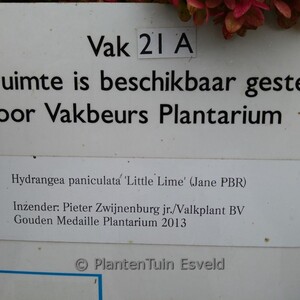 Vak 21 A
uimte is beschikbaar geste
oor Vakbeurs Plantarium
Hydrangea paniculata 'Little Lime' (Jane PBR)
Inzender: Pieter Zwijnenburg jr./Valkplant BV
Gouden Medaille Plantarium 2013
© PlantenTuin Esveld